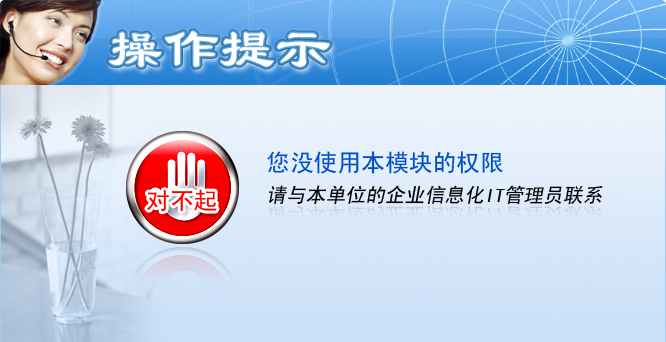 操作提示
对不起
您没使用本模块的权限
请与本单位的企业信息化IT管理员联系